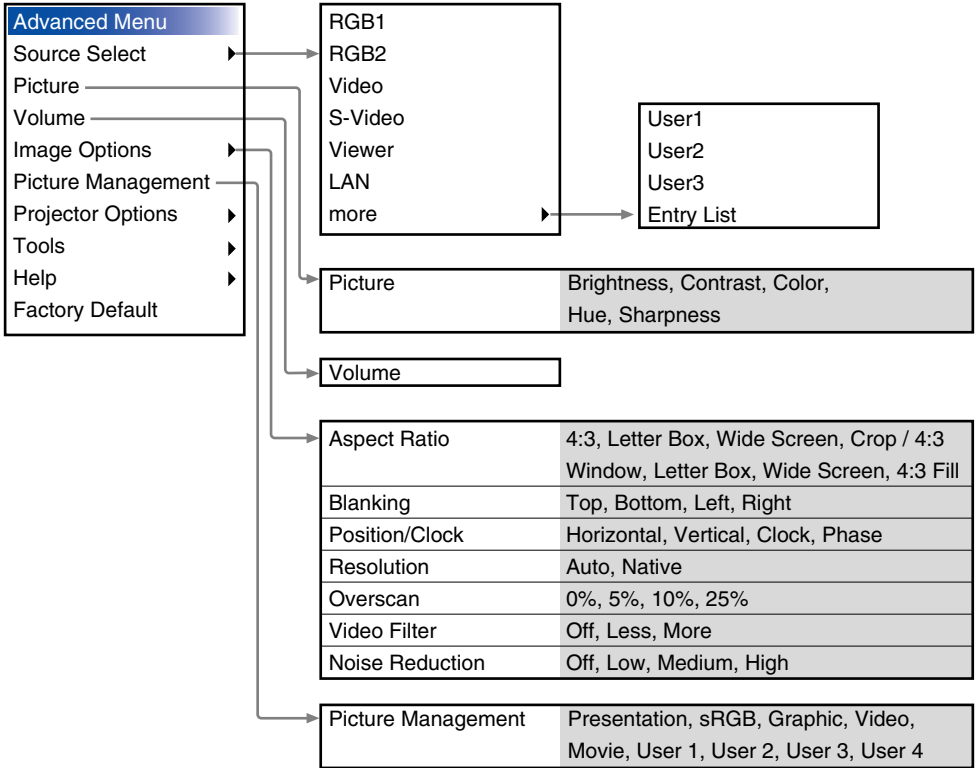 Advanced Menu
Source Select
Picture
Volume
Image Options
Picture Management
Projector Options
Tools
Help
Factory Default
RGB1
RGB2
Video
S-Video
Viewer
LAN
more
User1
User2
User3
Entry List
Picture Brightness, Contrast, Color,
Hue, Sharpness
Volume
Aspect Ratio 4:3, Letter Box, Wide Screen, Crop / 4:3
Window, Letter Box, Wide Screen, 4:3 Fill
Blanking Top, Bottom, Left, Right
Position/Clock Horizontal, Vertical, Clock, Phase
Resolution Auto, Native
Overscan 0%, 5%, 10%, 25%
Video Filter Off, Less, More
Noise Reduction Off, Low, Medium, High
Picture Management Presentation, sRGB, Graphic, Video,
Movie, User 1, User 2, User 3, User 4